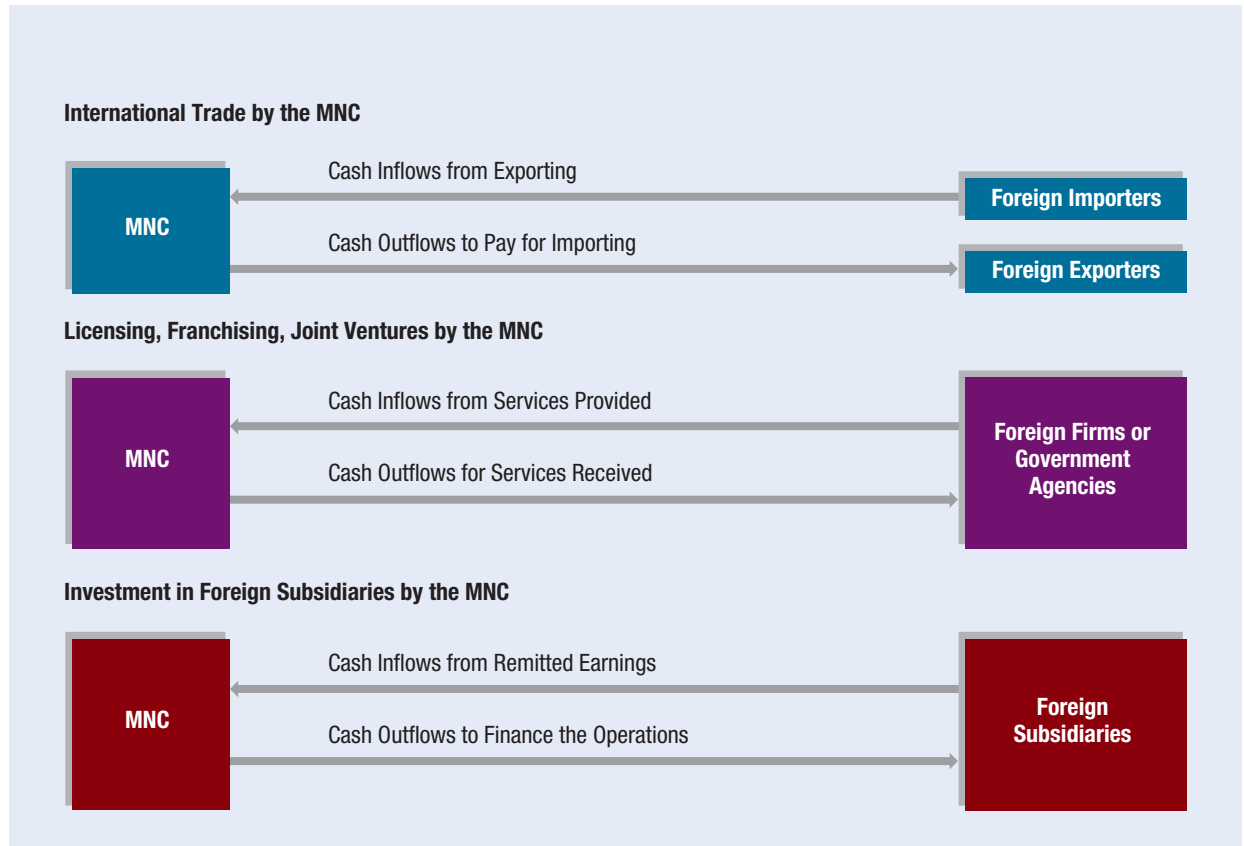 International Trade by the MNC
MNC
Cash Inflows from Exporting
Foreign Importers
Cash Outflows to Pay for Importing
Foreign Exporters
Licensing, Franchising, Joint Ventures by the MNC
MNC
Cash Inflows from Services Provided
Cash Outflows for Services Received
Foreign Firms or
Government
Agencies
Investment in Foreign Subsidiaries by the MNC
MNC
Cash Inflows from Remitted Earnings
Cash Outflows to Finance the Operations
Foreign
Subsidiaries